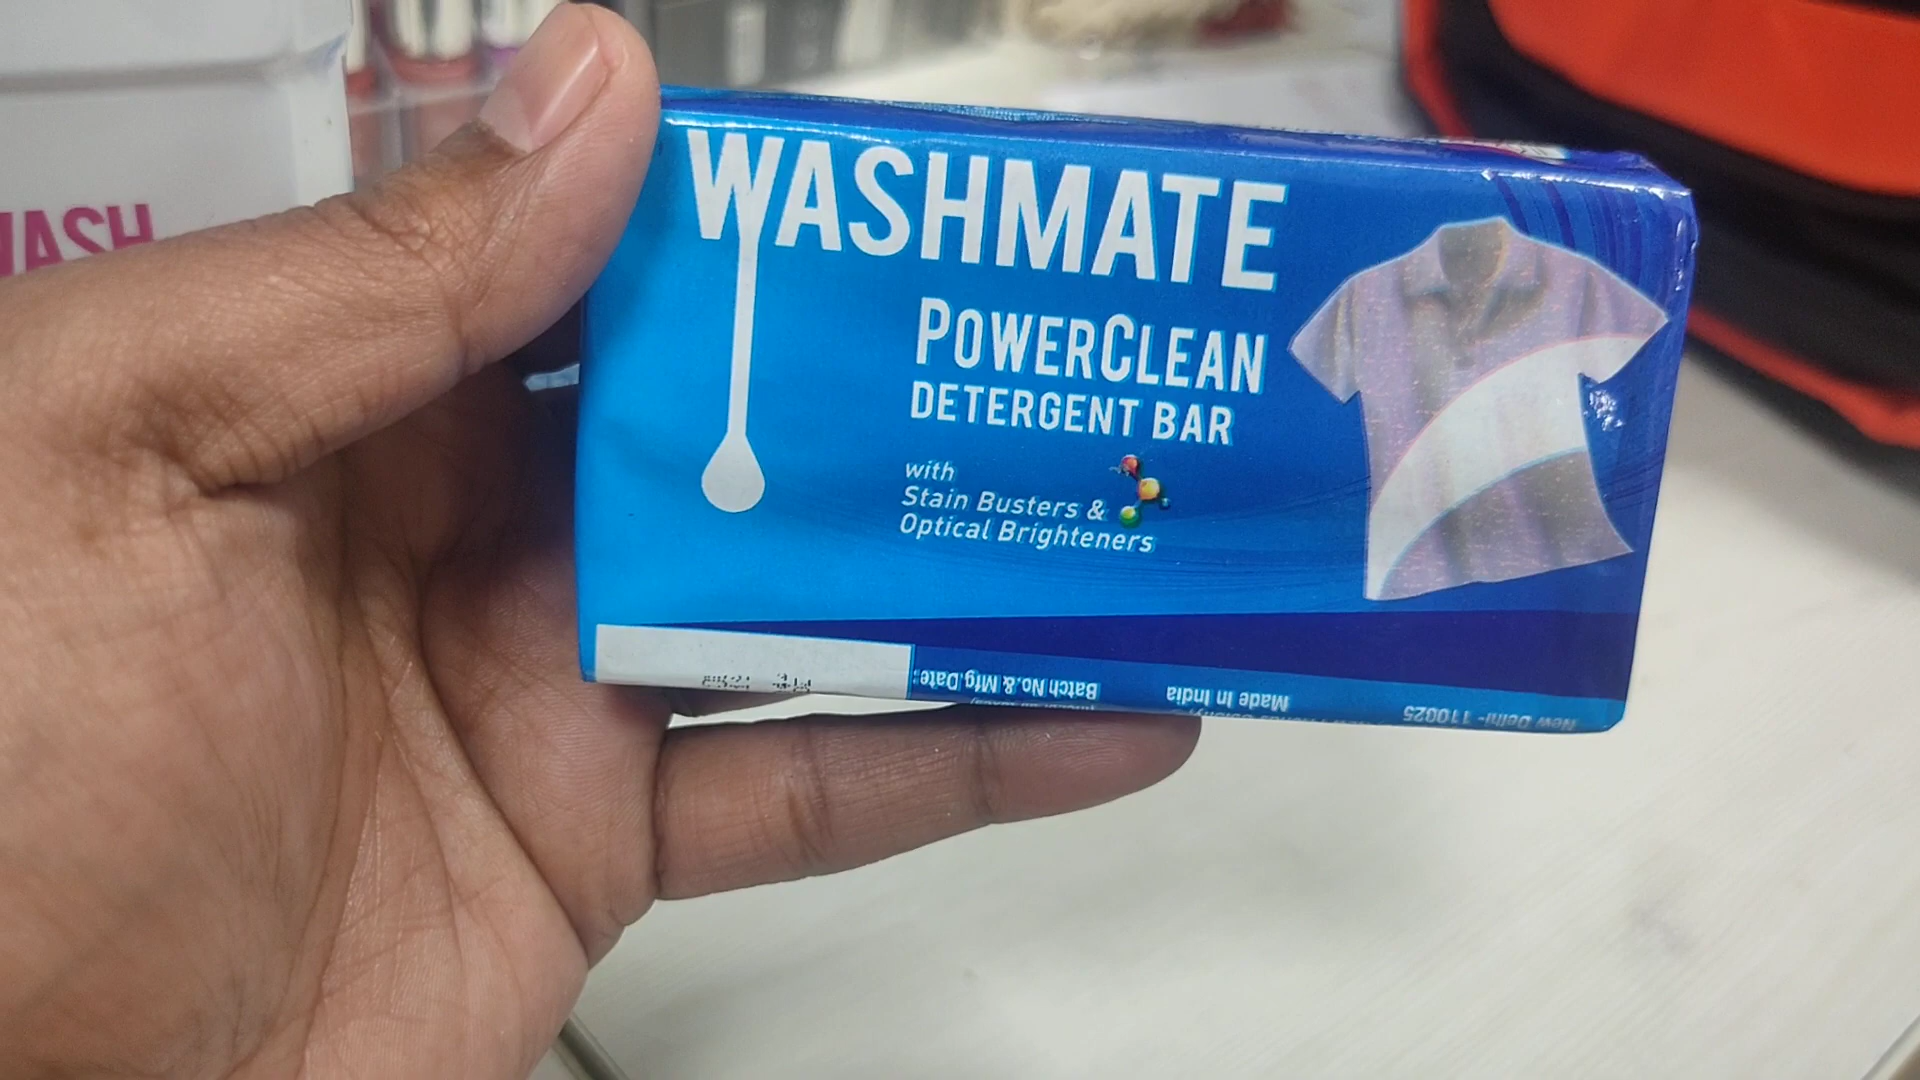 WASH
WASHMATE
POWERCLEAN
DETERGENT BAR
with
Stain Busters &
Optical Brighteners
Batch No.& Mfg.Date:
Made In India
New Delhi- 110025